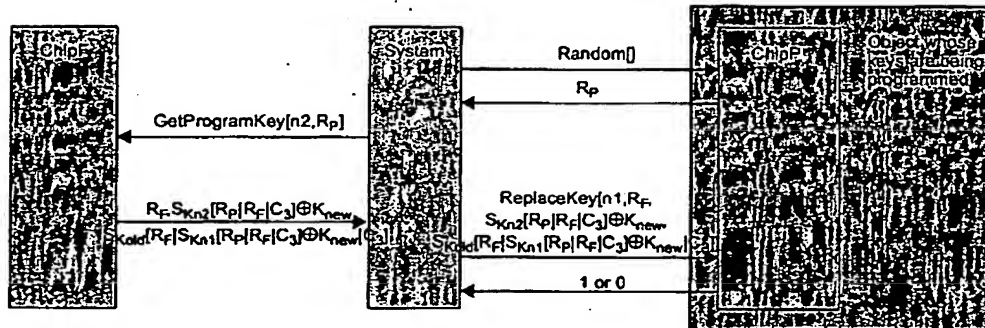 ChipF
System
ChipP
Object whose
keys are being
programmed
Random[]
R_P
GetProgramKey[n2,R_P]
R_F, S_Kn2[R_P|R_F|C_3]⊕K_new,
Kold[R_F|S_Kn1[R_P|R_F|C_3]⊕K_new|C_3]
ReplaceKey[n1,R_F,
S_Kn2[R_P|R_F|C_3]⊕K_new,
S_Kold[R_F|S_Kn1[R_P|R_F|C_3]⊕K_new|C_3]
1 or 0